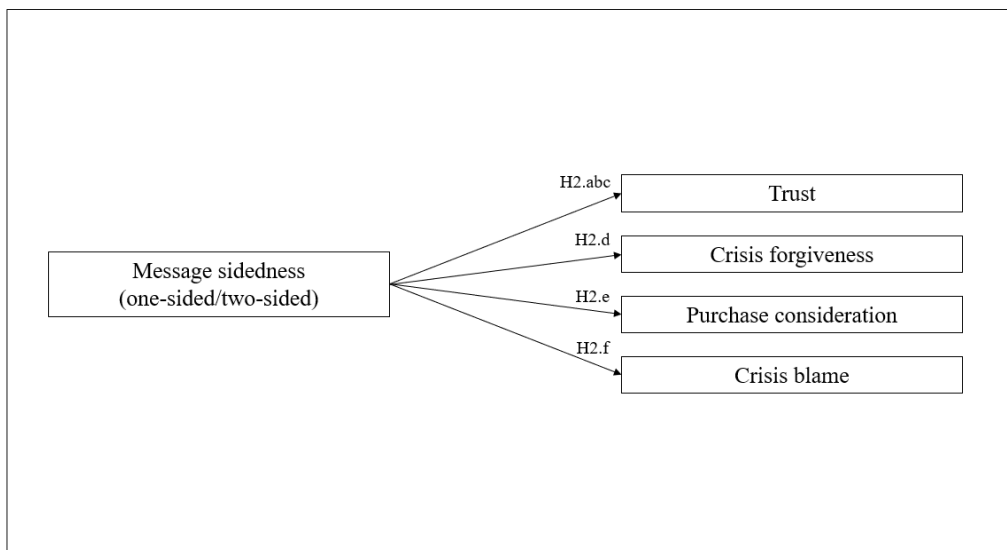 H2.abc
Trust
H2.d
Crisis forgiveness
Message sidedness
(one-sided/two-sided)
H2.e
Purchase consideration
H2.f
Crisis blame